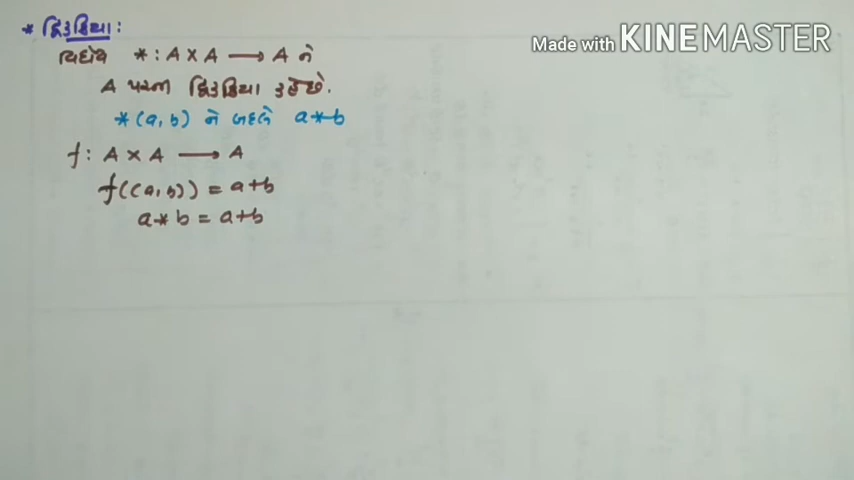 * દ્વિક્રિયા :
Made with KINEMASTER
વિધેય * : A × A ⟶ A ને
A પરની દ્વિક્રિયા કહે છે.
*(a, b) ને બદલે a * b
f : A × A ⟶ A
f((a, b)) = a + b
a * b = a + b